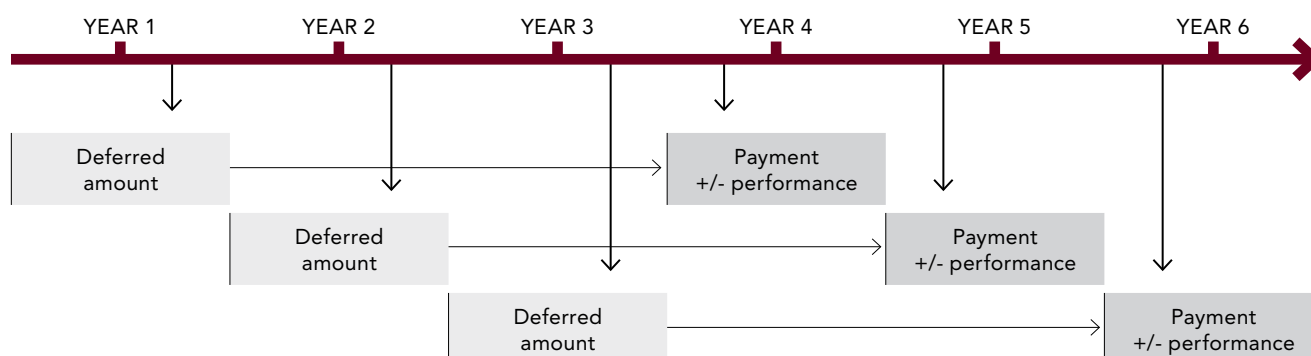 YEAR 1
YEAR 2
YEAR 3
YEAR 4
YEAR 5
YEAR 6
Deferred
amount
Payment
+/- performance
Deferred
amount
Payment
+/- performance
Deferred
amount
Payment
+/- performance